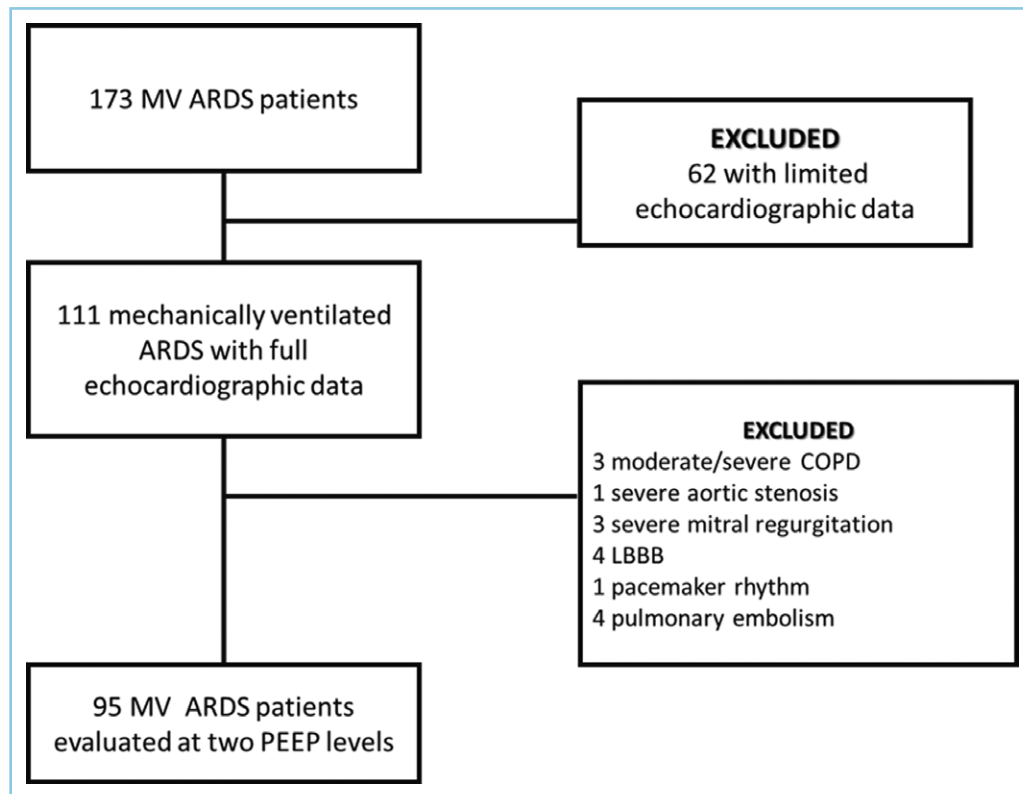 173 MV ARDS patients
EXCLUDED
62 with limited
echocardiographic data
111 mechanically ventilated
ARDS with full
echocardiographic data
EXCLUDED
3 moderate/severe COPD
1 severe aortic stenosis
3 severe mitral regurgitation
4 LBBB
1 pacemaker rhythm
4 pulmonary embolism
95 MV ARDS patients
evaluated at two PEEP levels